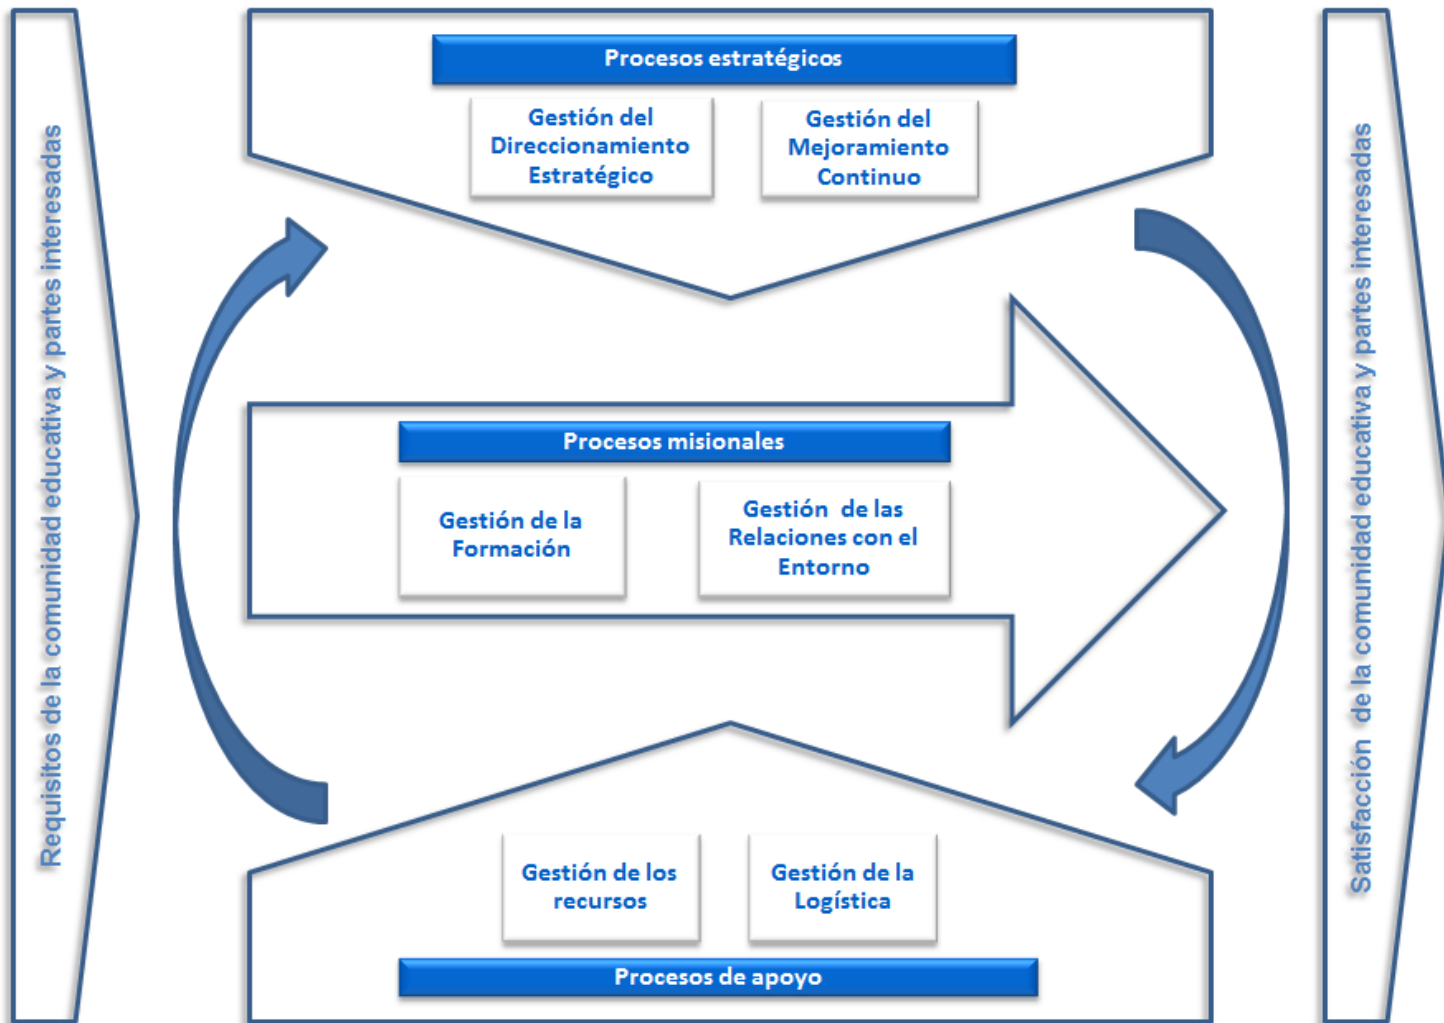 Requisitos de la comunidad educativa y partes interesadas
Procesos estratégicos
Gestión del
Direccionamiento
Estratégico
Gestión del
Mejoramiento
Continuo
Procesos misionales
Gestión de la
Formación
Gestión de las
Relaciones con el
Entorno
Gestión de los
recursos
Gestión de la
Logística
Procesos de apoyo
Satisfacción de la comunidad educativa y partes interesadas